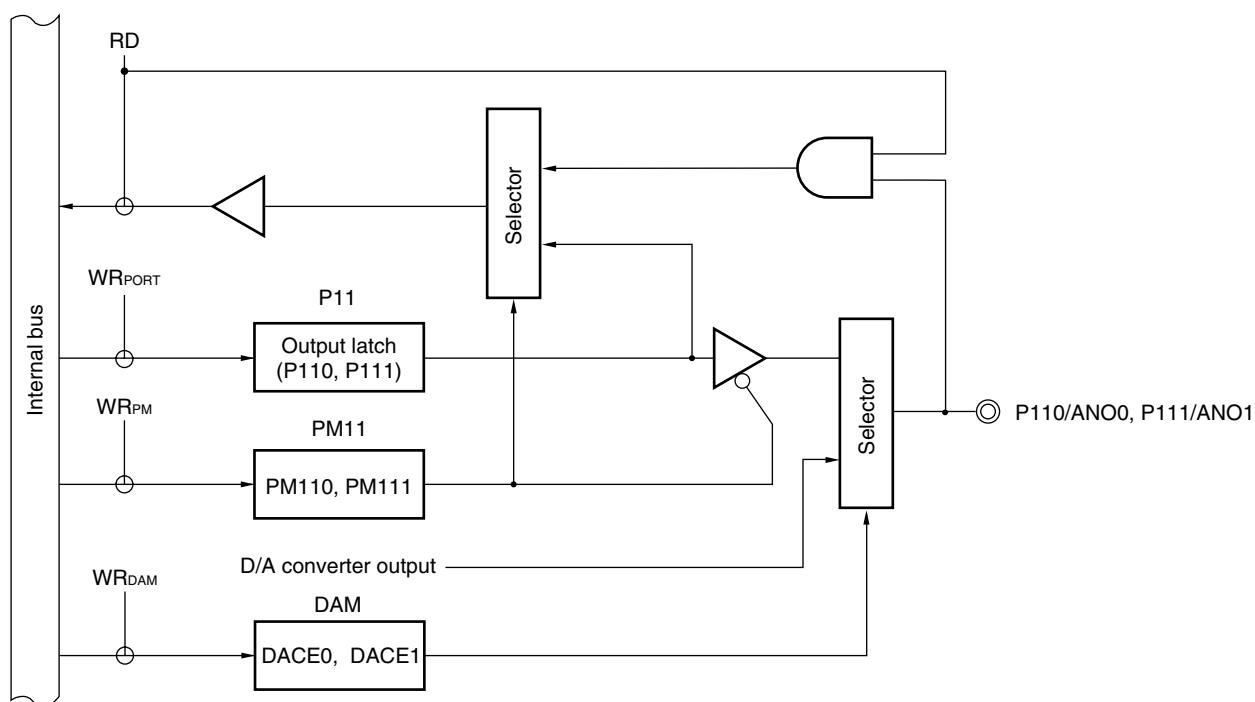 RD
Selector
WRPORT
P11
Output latch
(P110, P111)
Internal bus
WRPM
PM11
PM110, PM111
Selector
P110/ANO0, P111/ANO1
D/A converter output
WRDAM
DAM
DACE0, DACE1